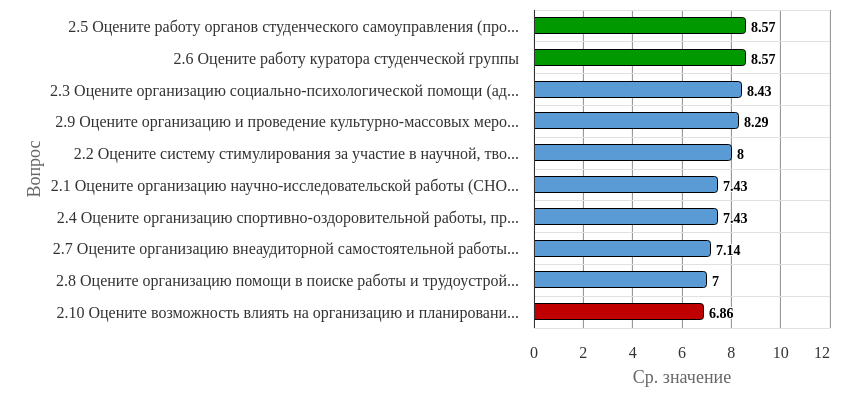 2.5 Оцените работу органов студенческого самоуправления (про... 8.57
2.6 Оцените работу куратора студенческой группы 8.57
2.3 Оцените организацию социально-психологической помощи (ад... 8.43
2.9 Оцените организацию и проведение культурно-массовых меро... 8.29
2.2 Оцените систему стимулирования за участие в научной, тво... 8
2.1 Оцените организацию научно-исследовательской работы (СНО... 7.43
2.4 Оцените организацию спортивно-оздоровительной работы, пр... 7.43
2.7 Оцените организацию внеаудиторной самостоятельной работы... 7.14
2.8 Оцените организацию помощи в поиске работы и трудоустрой... 7
2.10 Оцените возможность влиять на организацию и планировани... 6.86
Вопрос
0 2 4 6 8 10 12
Ср. значение